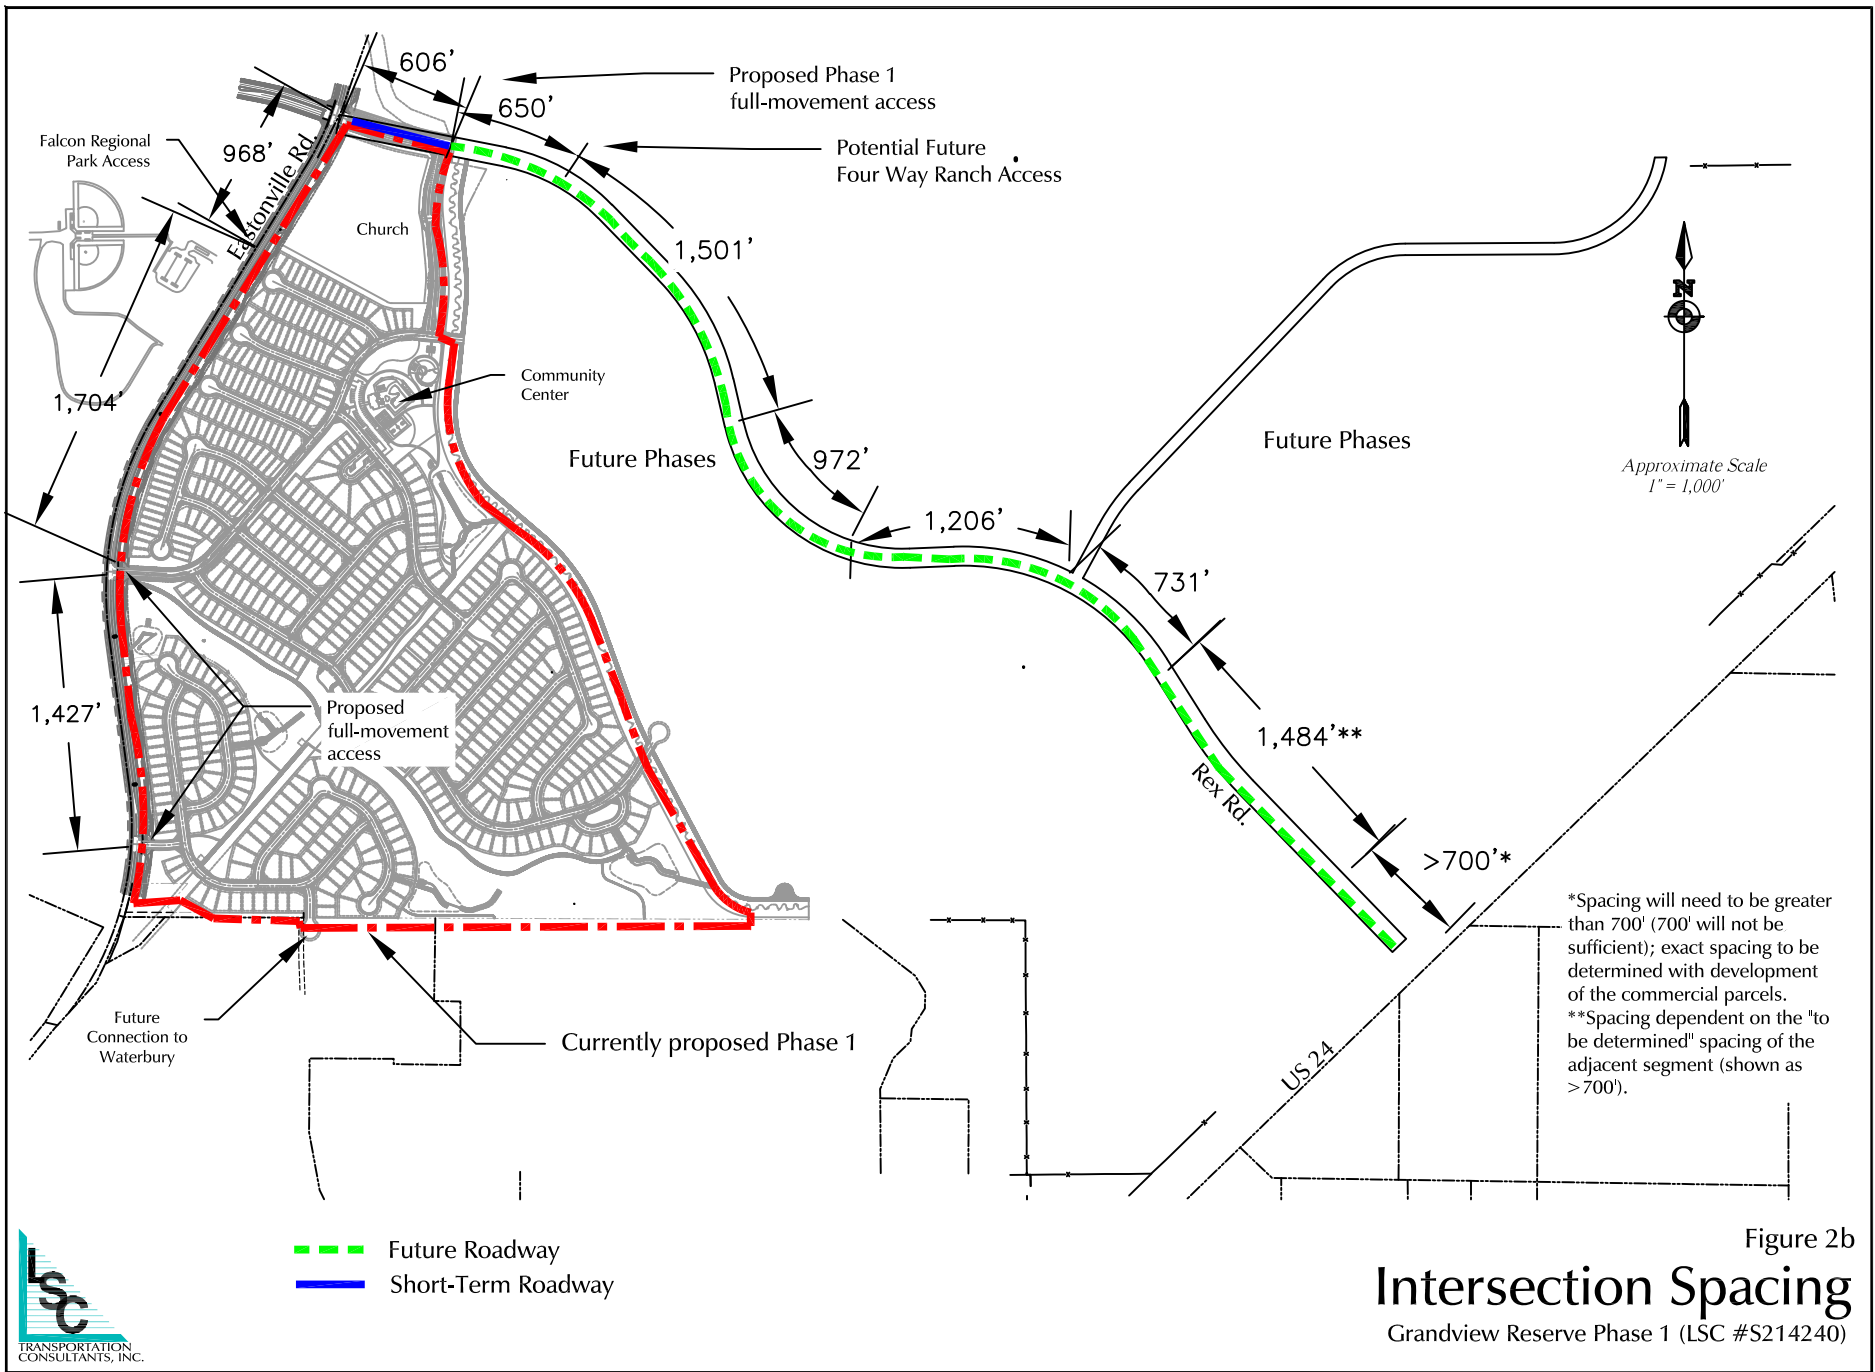 606’
Proposed Phase 1
full-movement access
650’
Falcon Regional
Park Access
968’
Eastonville Rd.
Potential Future
Four Way Ranch Access
Church
1,501’
N
Community
Center
1,704’
Future Phases
972’
Future Phases
Approximate Scale
1" = 1,000'
1,206’
731’
1,427’
Proposed
full-movement
access
1,484’**
Rex Rd.
>700’*
*Spacing will need to be greater
than 700' (700' will not be
sufficient); exact spacing to be
determined with development
of the commercial parcels.
**Spacing dependent on the "to
be determined" spacing of the
adjacent segment (shown as
>700').
Future
Connection to
Waterbury
Currently proposed Phase 1
US 24
Future Roadway
Short-Term Roadway
LSC
TRANSPORTATION
CONSULTANTS, INC.
Figure 2b
Intersection Spacing
Grandview Reserve Phase 1 (LSC #S214240)